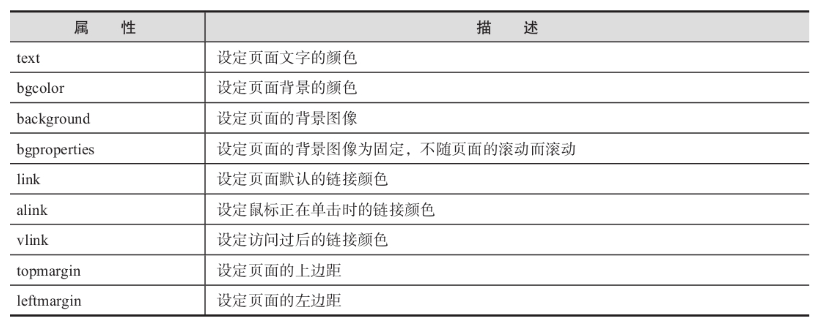 属 性 描 述
text 设定页面文字的颜色
bgcolor 设定页面背景的颜色
background 设定页面的背景图像
bgproperties 设定页面的背景图像为固定，不随页面的滚动而滚动
link 设定页面默认的链接颜色
alink 设定鼠标正在单击时的链接颜色
vlink 设定访问过后的链接颜色
topmargin 设定页面的上边距
leftmargin 设定页面的左边距